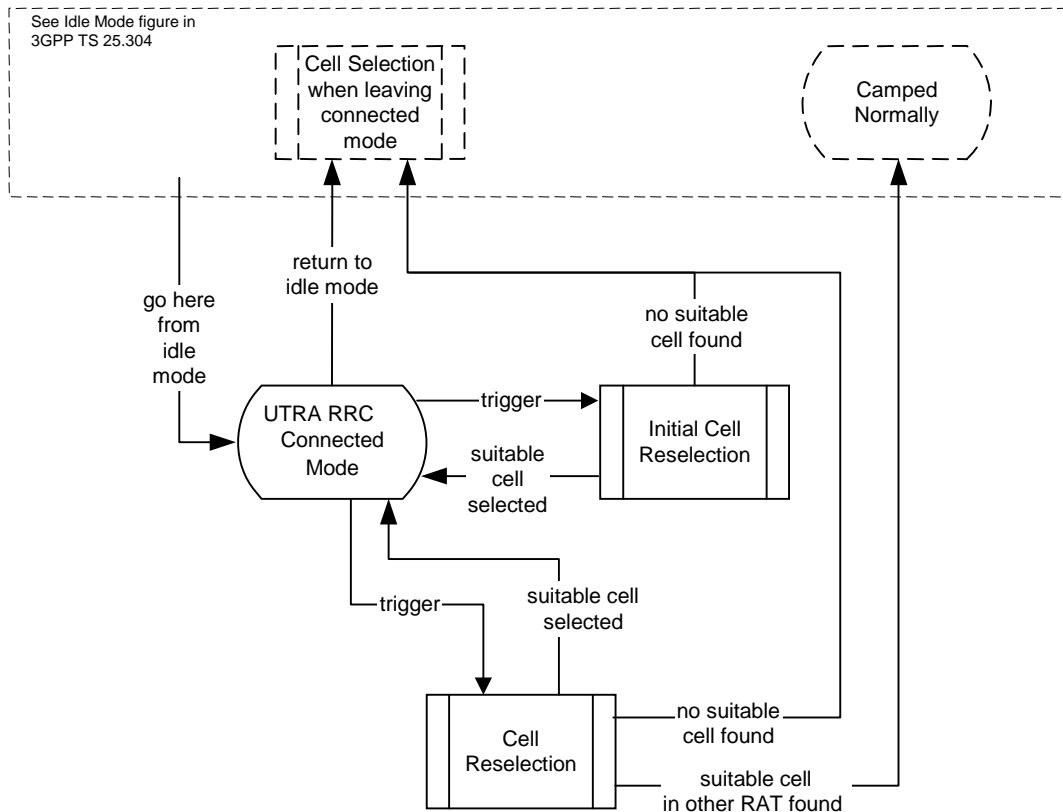 See Idle Mode figure in
3GPP TS 25.304
Cell Selection
when leaving
connected
mode
Camped
Normally
return to
idle mode
go here
from
idle
mode
no suitable
cell found
UTRA RRC
Connected
Mode
trigger
Initial Cell
Reselection
suitable
cell
selected
trigger
suitable cell
selected
Cell
Reselection
no suitable
cell found
suitable cell
in other RAT found